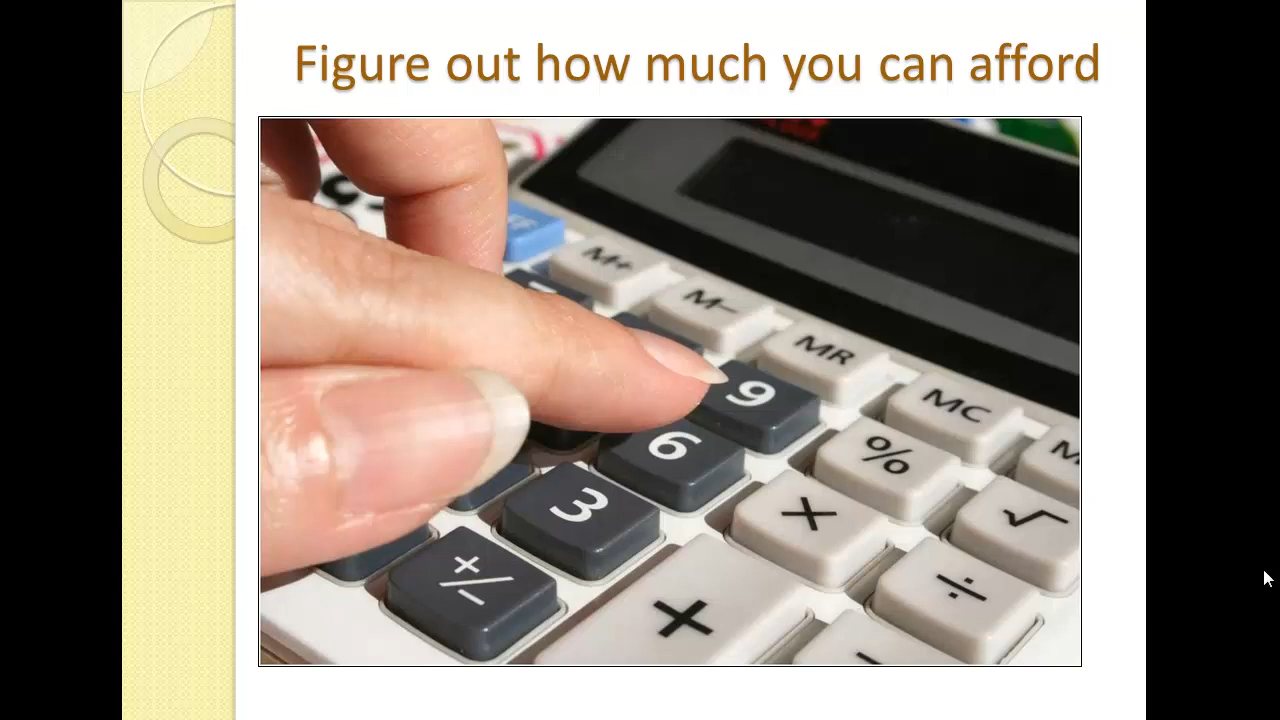 Figure out how much you can afford
M+
M-
MR
9
MC
6
%
M
3
×
√
+/-
÷
+